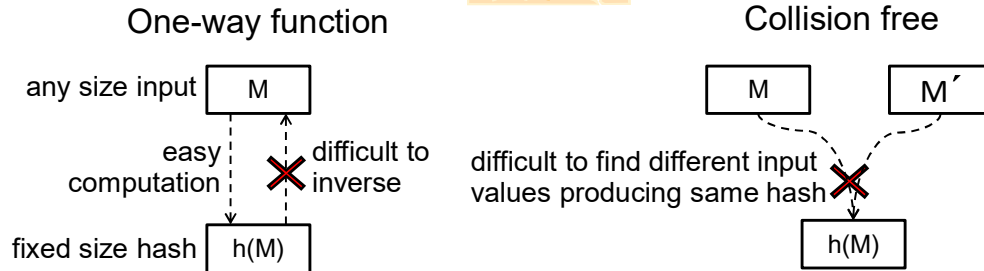 One-way function
any size input
M
easy
computation
difficult to
inverse
fixed size hash
h(M)
Collision free
M
M´
difficult to find different input
values producing same hash
h(M)